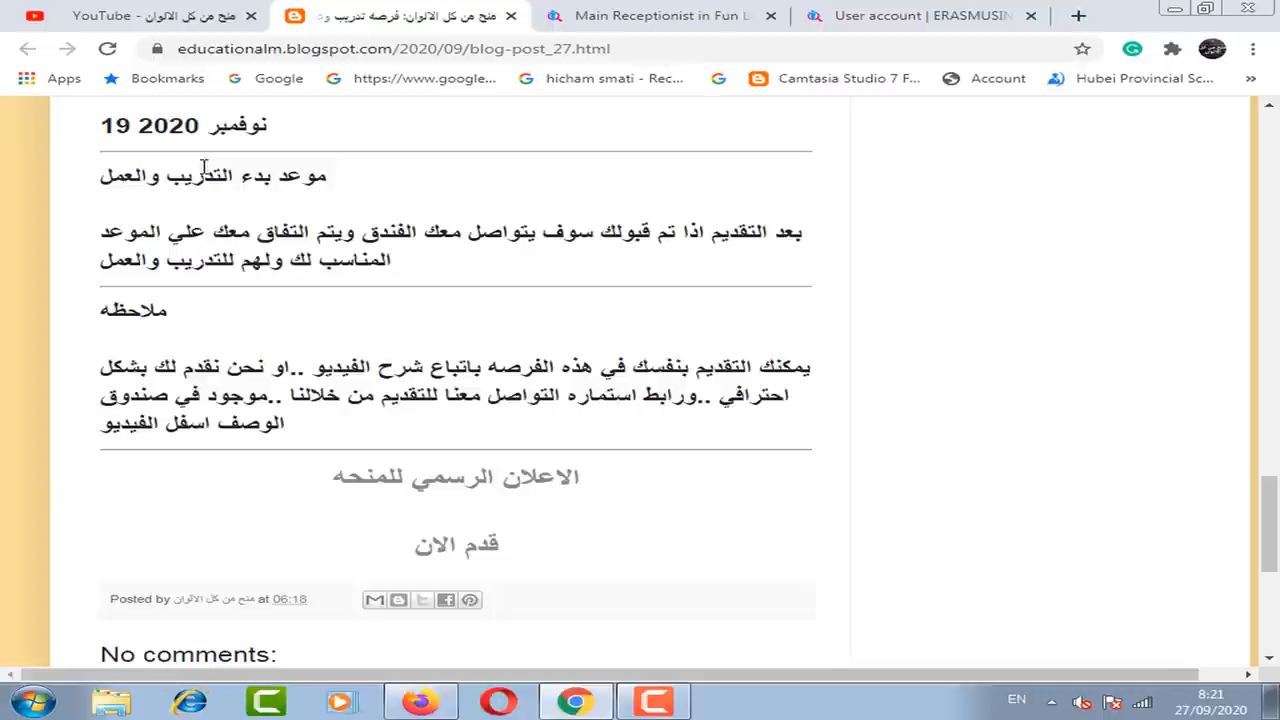 YouTube - منح من كل الالوان
منح من كل الالوان: فرصه تدريب وء
Main Receptionist in Fun L
User account | ERASMUSIN
educationalm.blogspot.com/2020/09/blog-post_27.html
Apps
Bookmarks
Google
https://www.google...
hicham smati - Rec...
Camtasia Studio 7 F...
Account
Hubei Provincial Sc...
»
19 نوفمبر 2020
موعد بدء التدريب والعمل
بعد التقديم اذا تم قبولك سوف يتواصل معك الفندق ويتم التفاق معك علي الموعد
المناسب لك ولهم للتدريب والعمل
ملاحظه
يمكنك التقديم بنفسك في هذه الفرصه باتباع شرح الفيديو ..او نحن نقدم لك بشكل
احترافي ..ورابط استماره التواصل معنا للتقديم من خلالنا ..موجود في صندوق
الوصف اسفل الفيديو
الاعلان الرسمي للمنحه
قدم الان
Posted by منح من كل الالوان at 06:18
No comments:
EN
8:21
27/09/2020